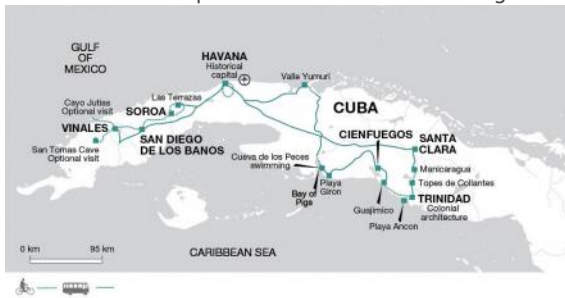 GULF
OF
MEXICO
HAVANA
Historical
capital
Valle Yumuri
Las Terrazas
Cayo Jutias
Optional visit
SOROA
CUBA
VINALES
CIENFUEGOS
SAN DIEGO
DE LOS BANOS
SANTA
CLARA
San Tomas Cave
Optional visit
Cueva de los Peces
swimming
Manicaragua
Playa
Giron
Topes de Collantes
Bay of
Pigs
TRINIDAD
Colonial
architecture
Guajimico
Playa Ancon
0 km 95 km
CARIBBEAN SEA